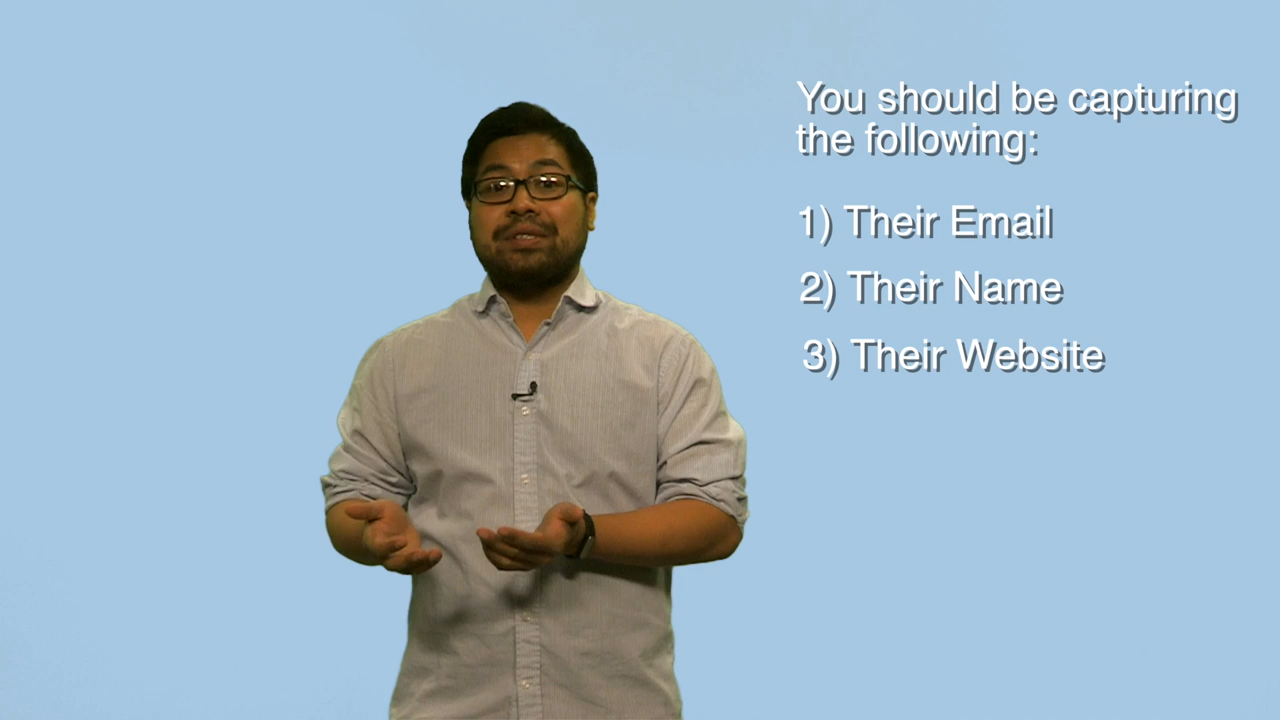 You should be capturing
the following:
1) Their Email
2) Their Name
3) Their Website